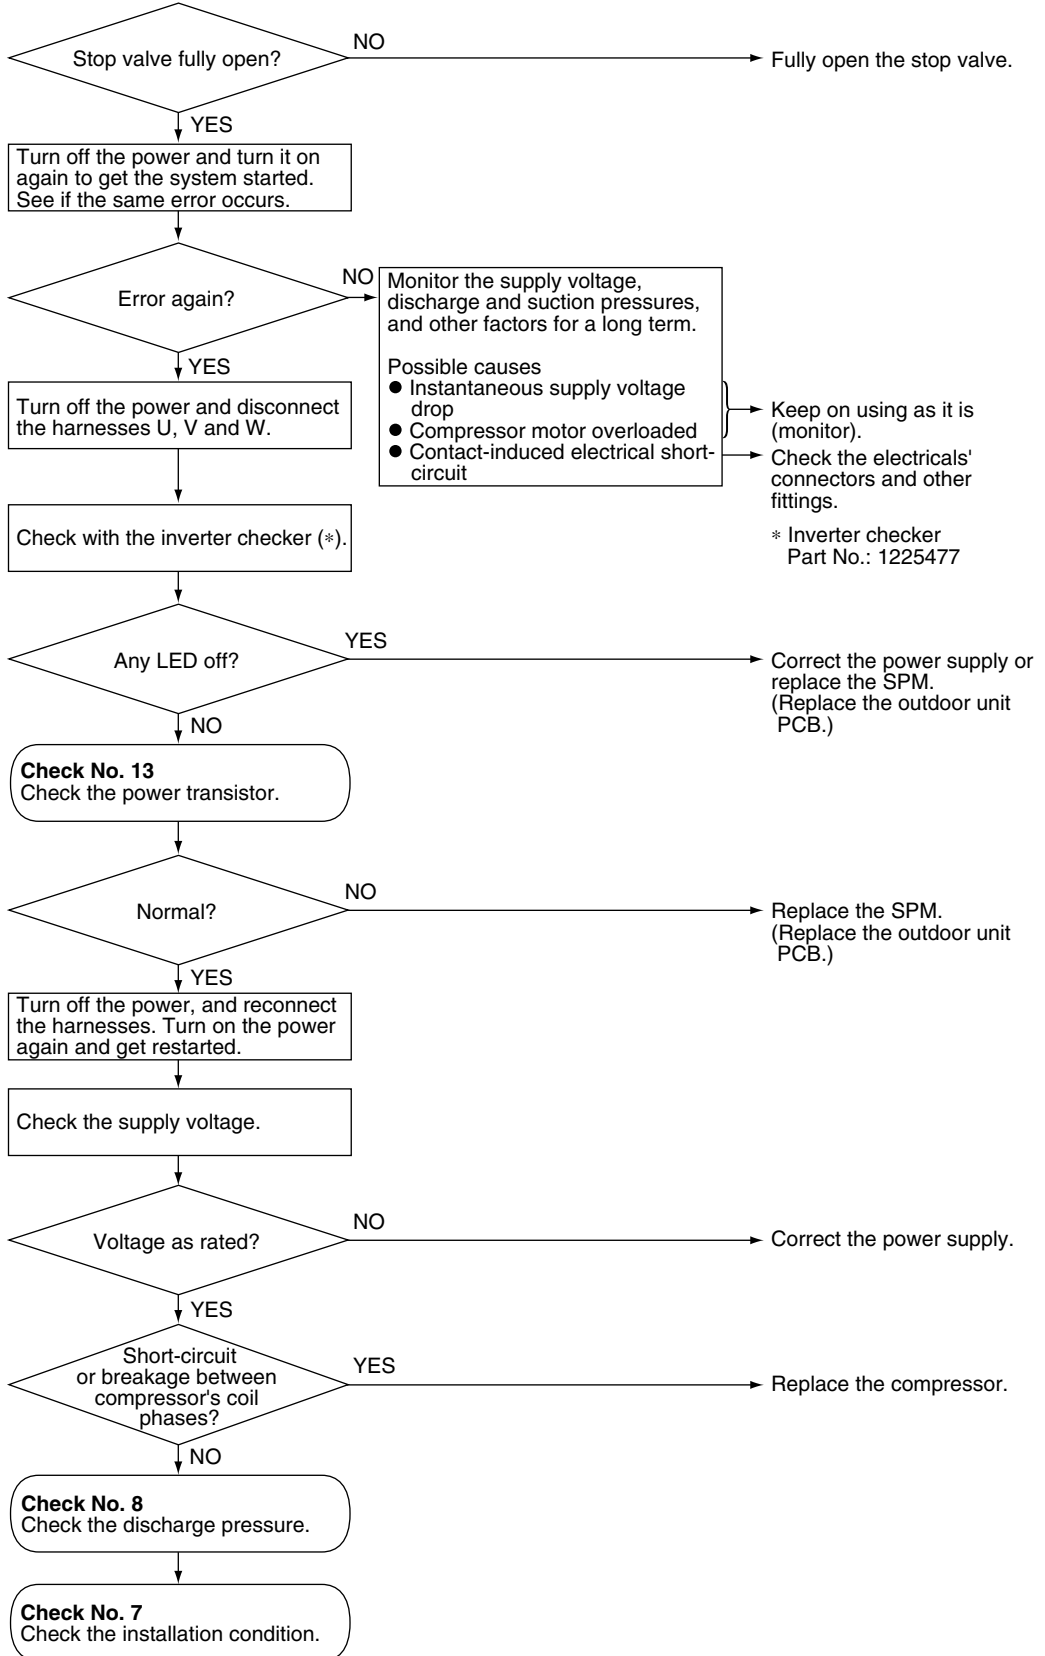 Stop valve fully open?
NO
Fully open the stop valve.
YES
Turn off the power and turn it on
again to get the system started.
See if the same error occurs.
Error again?
NO
Monitor the supply voltage,
discharge and suction pressures,
and other factors for a long term.
Possible causes
● Instantaneous supply voltage
drop
● Compressor motor overloaded
● Contact-induced electrical short-
circuit
Keep on using as it is
(monitor).
Check the electricals'
connectors and other
fittings.
* Inverter checker
Part No.: 1225477
YES
Turn off the power and disconnect
the harnesses U, V and W.
Check with the inverter checker (*).
Any LED off?
YES
Correct the power supply or
replace the SPM.
(Replace the outdoor unit
PCB.)
NO
Check No. 13
Check the power transistor.
Normal?
NO
Replace the SPM.
(Replace the outdoor unit
PCB.)
YES
Turn off the power, and reconnect
the harnesses. Turn on the power
again and get restarted.
Check the supply voltage.
Voltage as rated?
NO
Correct the power supply.
YES
Short-circuit
or breakage between
compressor's coil
phases?
YES
Replace the compressor.
NO
Check No. 8
Check the discharge pressure.
Check No. 7
Check the installation condition.